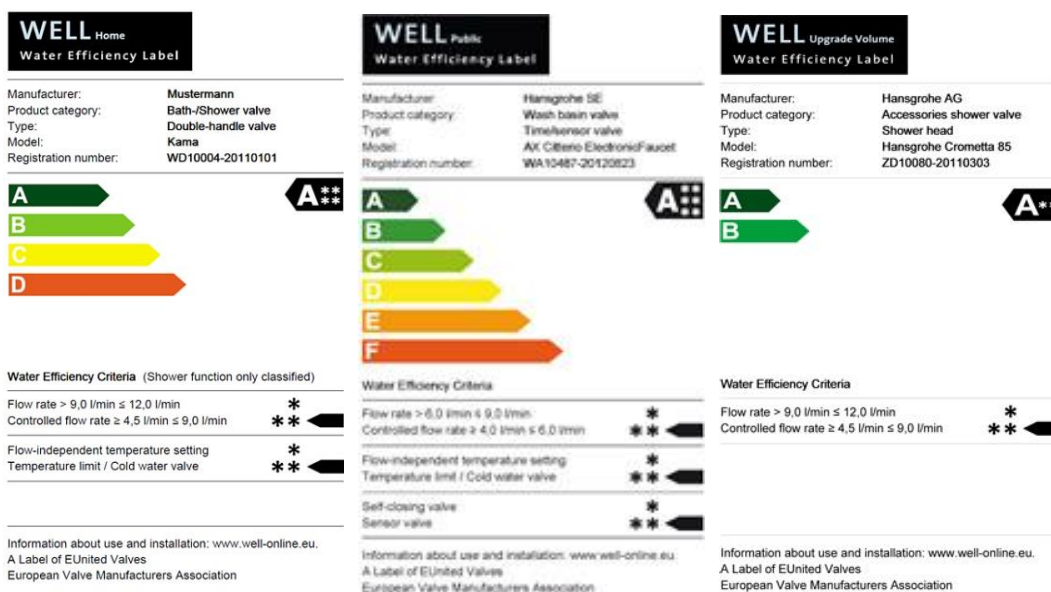 WELL Home
Water Efficiency Label
Manufacturer: Mustermann
Product category: Bath-/Shower valve
Type: Double-handle valve
Model: Kama
Registration number: WD10004-20110101
A
A****
B
C
D
Water Efficiency Criteria (Shower function only classified)
Flow rate > 9,0 l/min ≤ 12,0 l/min *
Controlled flow rate ≥ 4,5 l/min ≤ 9,0 l/min **
Flow-independent temperature setting *
Temperature limit / Cold water valve **
Information about use and installation: www.well-online.eu.
A Label of EUnited Valves
European Valve Manufacturers Association
WELL Public
Water Efficiency Label
Manufacturer: Hansgrohe SE
Product category: Wash basin valve
Type: Time/sensor valve
Model: AX Citterio ElectronicFaucet
Registration number: WA10487-20120823
A
A******
B
C
D
E
F
Water Efficiency Criteria
Flow rate > 6,0 l/min ≤ 9,0 l/min *
Controlled flow rate ≥ 4,0 l/min ≤ 6,0 l/min **
Flow-independent temperature setting *
Temperature limit / Cold water valve **
Self-closing valve *
Sensor valve **
Information about use and installation: www.well-online.eu.
A Label of EUnited Valves
European Valve Manufacturers Association
WELL Upgrade Volume
Water Efficiency Label
Manufacturer: Hansgrohe AG
Product category: Accessories shower valve
Type: Shower head
Model: Hansgrohe Crometta 85
Registration number: ZD10080-20110303
A
A**
B
Water Efficiency Criteria
Flow rate > 9,0 l/min ≤ 12,0 l/min *
Controlled flow rate ≥ 4,5 l/min ≤ 9,0 l/min **
Information about use and installation: www.well-online.eu.
A Label of EUnited Valves
European Valve Manufacturers Association